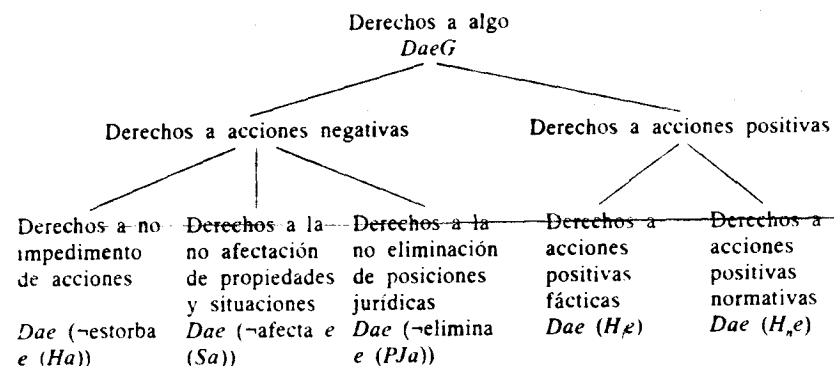 Derechos a algo
DaeG
Derechos a acciones negativas
Derechos a acciones positivas
Derechos a no
impedimento
de acciones
Dae (¬estorba
e (Ha))
Derechos a la
no afectación
de propiedades
y situaciones
Dae (¬afecta e
(Sa))
Derechos a la
no eliminación
de posiciones
jurídicas
Dae (¬elimina
e (PJa))
Derechos a
acciones
positivas
fácticas
Dae (Hfe)
Derechos a
acciones
positivas
normativas
Dae (Hne)